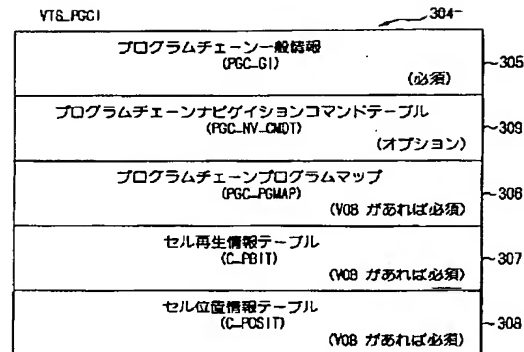 VTS_PGCI
304
プログラムチェーン一般情報
(PGC_GI)
(必須)
305
プログラムチェーンナビゲイションコマンドテーブル
(PGC_NV_CMDT)
(オプション)
309
プログラムチェーンプログラムマップ
(PGC_PGMAP)
(VOB があれば必須)
306
セル再生情報テーブル
(C_PBIT)
(VOB があれば必須)
307
セル位置情報テーブル
(C_POSIT)
(VOB があれば必須)
308